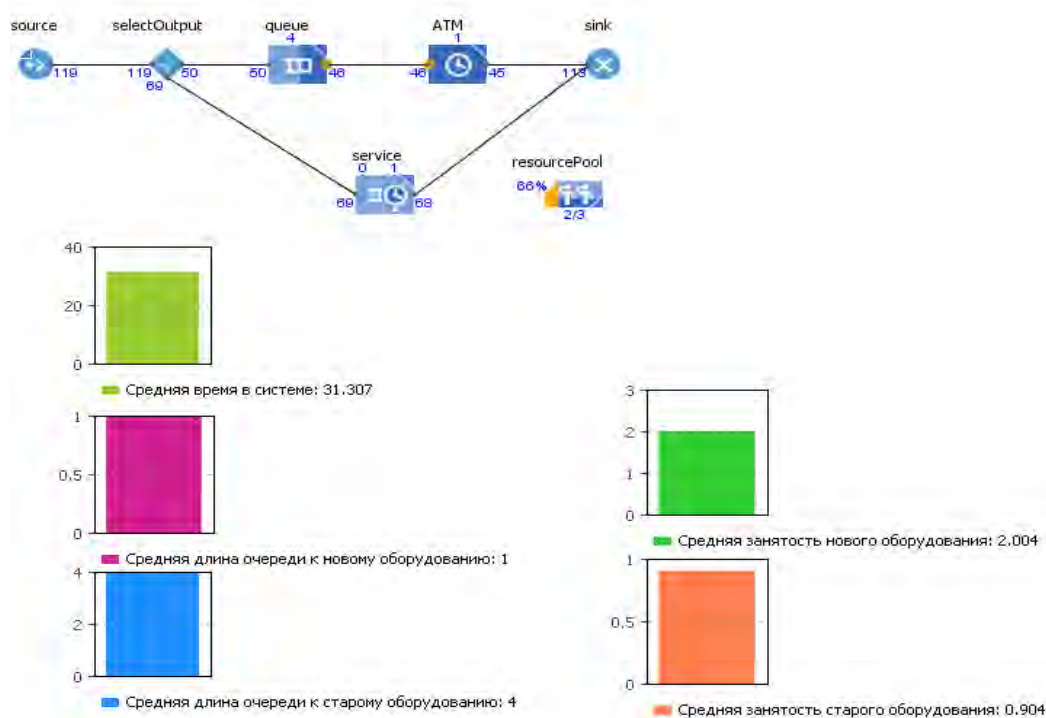 source selectOutput queue ATM sink
4 1
119 119 50 50 46 46 45 113
69
service resourcePool
0 1 66%
69 68
2/3
40
20
0
Средняя время в системе: 31.307
1
0.5
0
Средняя длина очереди к новому оборудованию: 1
4
2
0
Средняя длина очереди к старому оборудованию: 4
3
2
1
0
Средняя занятость нового оборудования: 2.004
1
0.5
0
Средняя занятость старого оборудования: 0.904